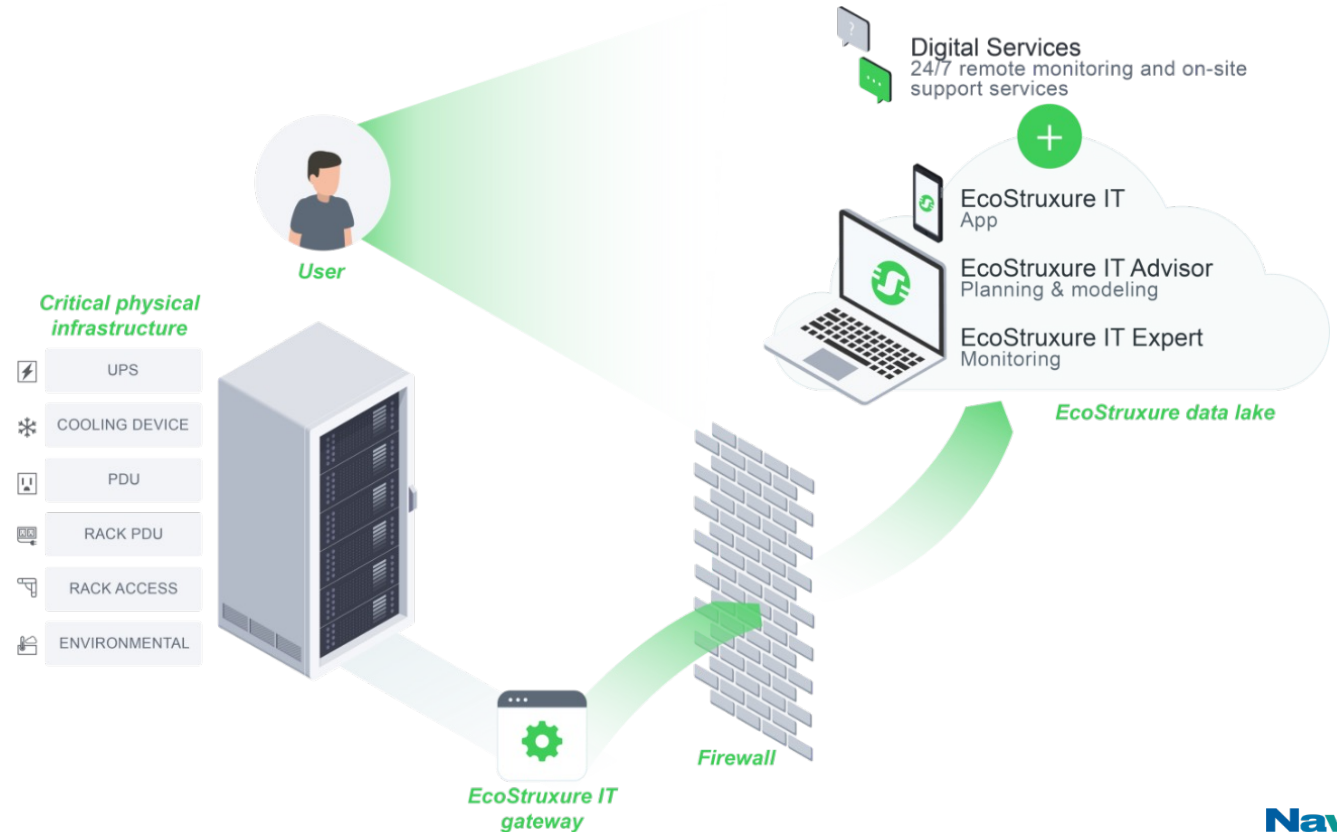 ?
Digital Services
24/7 remote monitoring and on-site
support services
+
EcoStruxure IT
App
EcoStruxure IT Advisor
Planning & modeling
EcoStruxure IT Expert
Monitoring
EcoStruxure data lake
User
Critical physical
infrastructure
UPS
COOLING DEVICE
PDU
RACK PDU
RACK ACCESS
ENVIRONMENTAL
Firewall
EcoStruxure IT
gateway